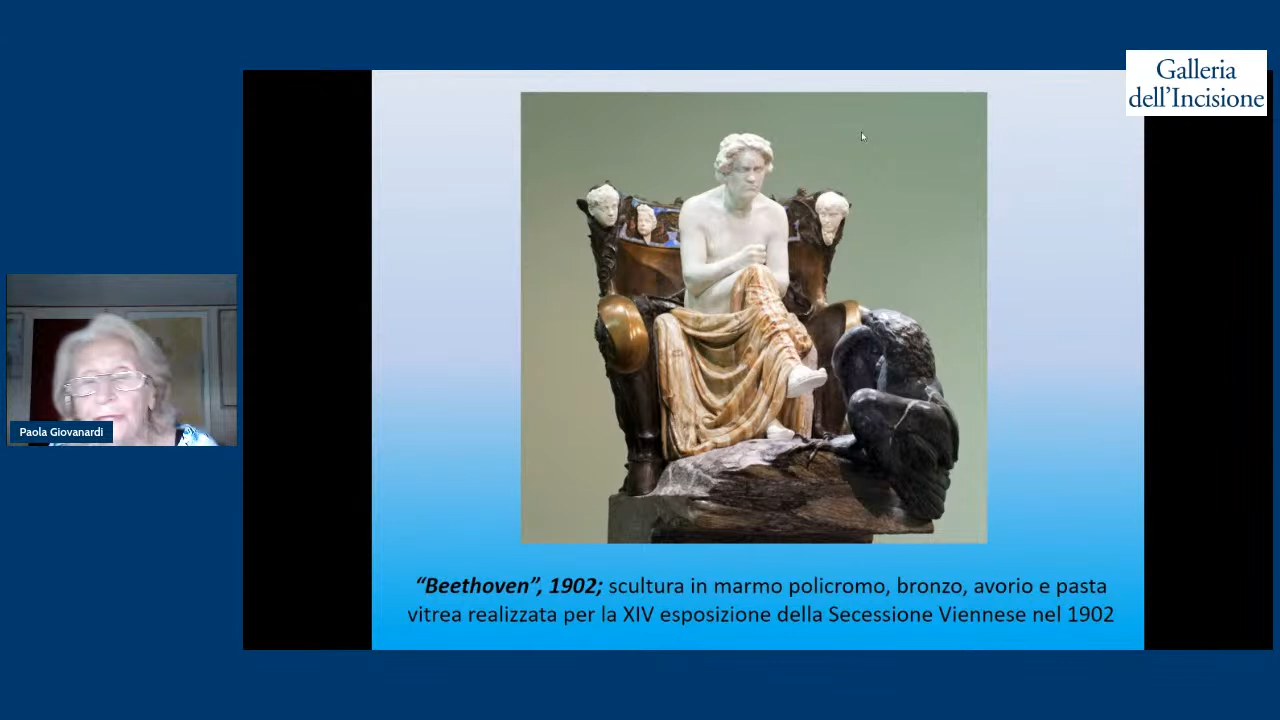 Galleria
dell'Incisione
Paola Giovanardi
“Beethoven”, 1902; scultura in marmo policromo, bronzo, avorio e pasta
vitrea realizzata per la XIV esposizione della Secessione Viennese nel 1902